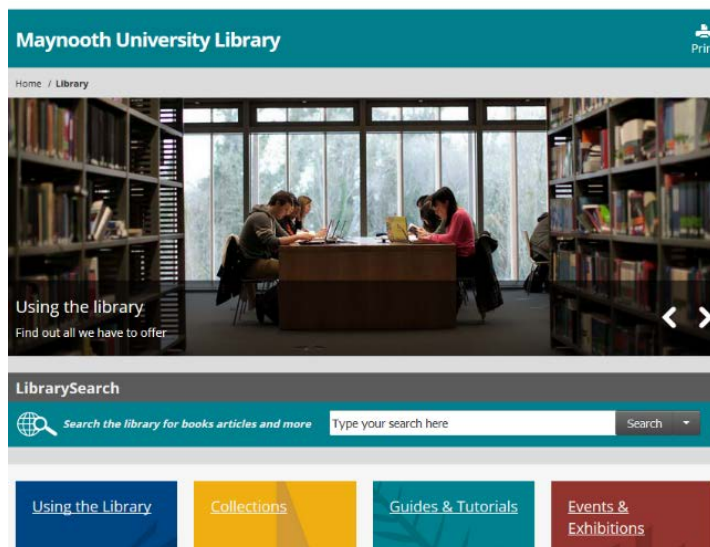 Maynooth University Library
Home / Library
Using the library
Find out all we have to offer
LibrarySearch
Search the library for books articles and more
Type your search here
Search
Using the Library
Collections
Guides & Tutorials
Events &
Exhibitions